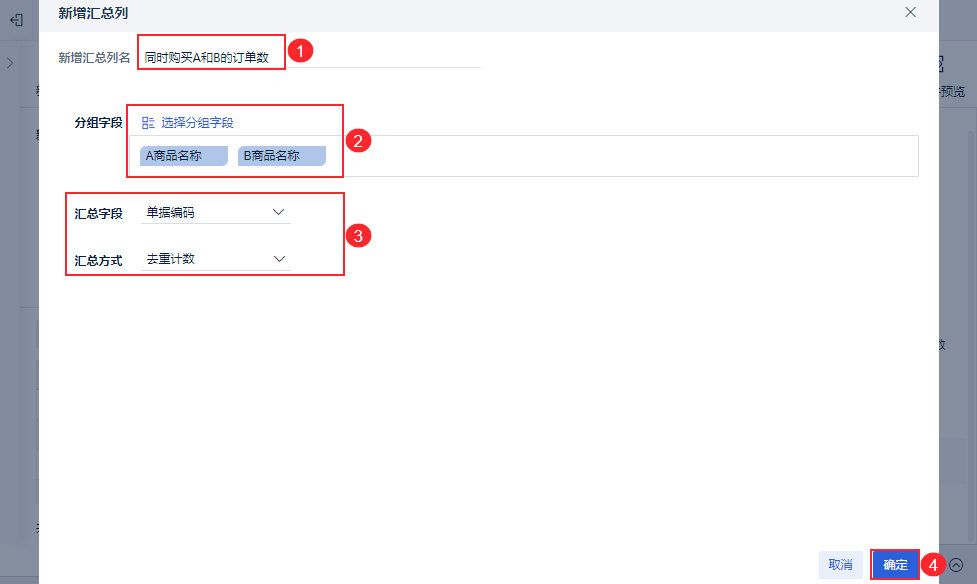 新增汇总列
新增汇总列名 同时购买A和B的订单数 1
预览
分组字段 选择分组字段 2
A商品名称 B商品名称
汇总字段 单据编码
3
汇总方式 去重计数
数
取消 确定 4